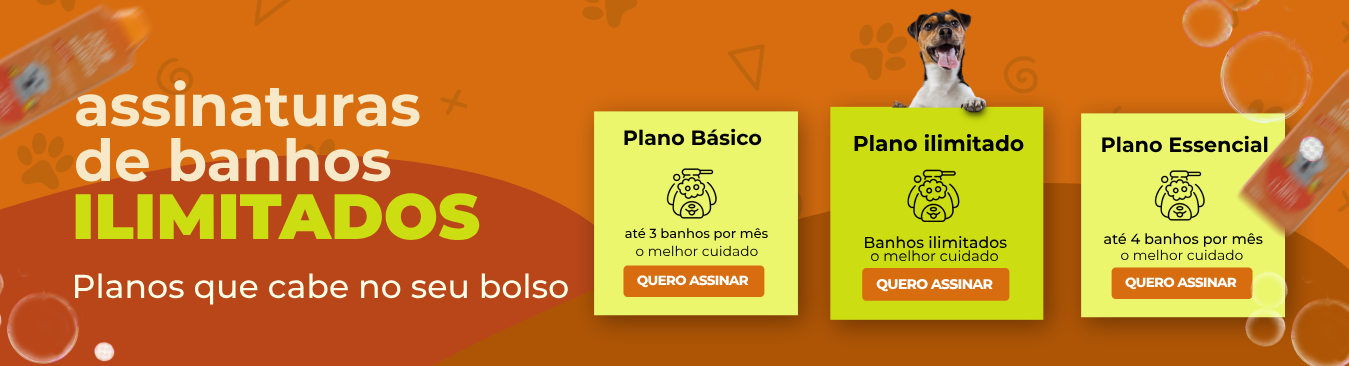 assinaturas
de banhos
ILIMITADOS
Planos que cabe no seu bolso
Plano Básico
até 3 banhos por mês
o melhor cuidado
QUERO ASSINAR
Plano ilimitado
Banhos ilimitados
o melhor cuidado
QUERO ASSINAR
Plano Essencial
até 4 banhos por mês
o melhor cuidado
QUERO ASSINAR